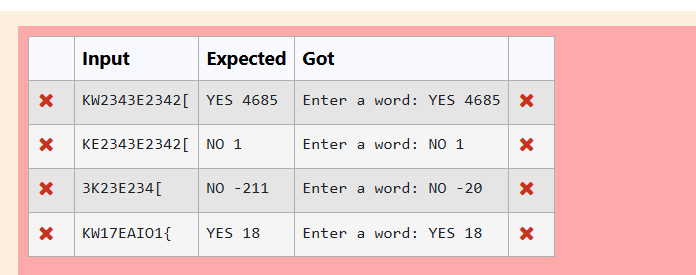 Input Expected Got
KW2343E2342[ YES 4685 Enter a word: YES 4685
KE2343E2342[ NO 1 Enter a word: NO 1
3K23E234[ NO -211 Enter a word: NO -20
KW17EAIO1{ YES 18 Enter a word: YES 18